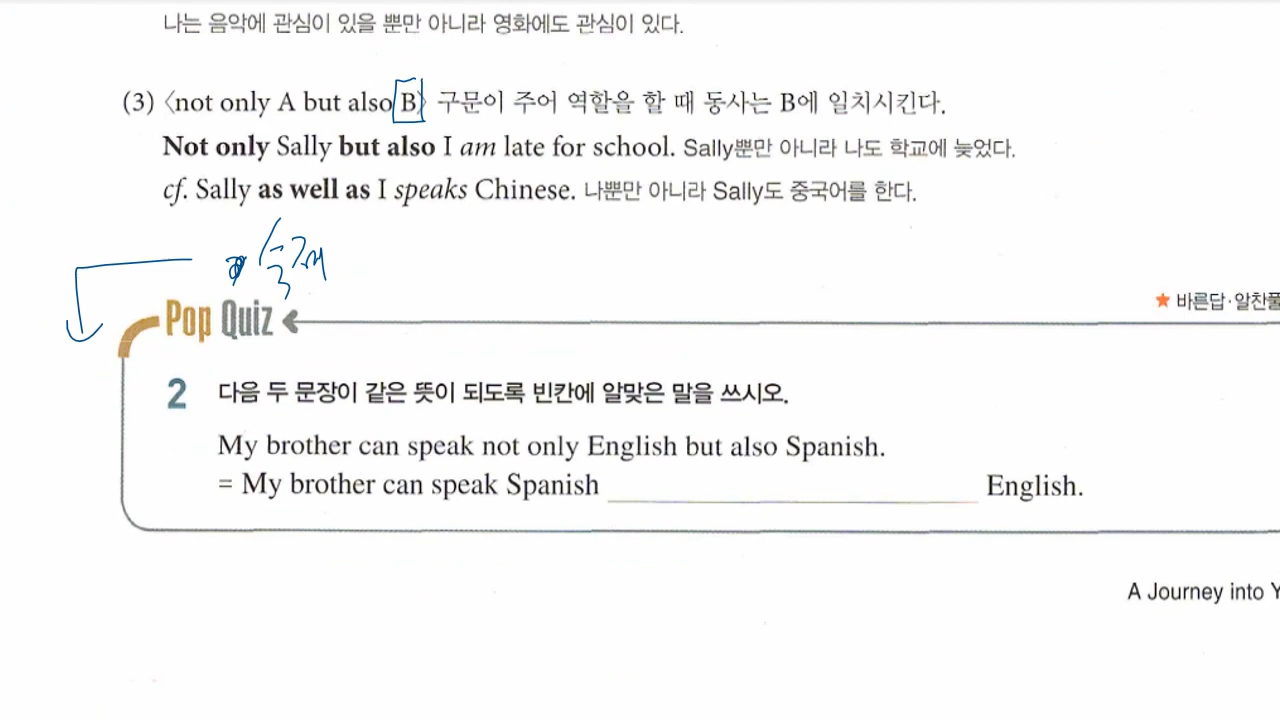 나는 음악에 관심이 있을 뿐만 아니라 영화에도 관심이 있다.
(3) 〈not only A but also B〉 구문이 주어 역할을 할 때 동사는 B에 일치시킨다.
Not only Sally but also I am late for school. Sally뿐만 아니라 나도 학교에 늦었다.
cf. Sally as well as I speaks Chinese. 나뿐만 아니라 Sally도 중국어를 한다.
숙제
Pop Quiz
★ 바른답·알찬풀
2 다음 두 문장이 같은 뜻이 되도록 빈칸에 알맞은 말을 쓰시오.
My brother can speak not only English but also Spanish.
= My brother can speak Spanish English.
A Journey into Y